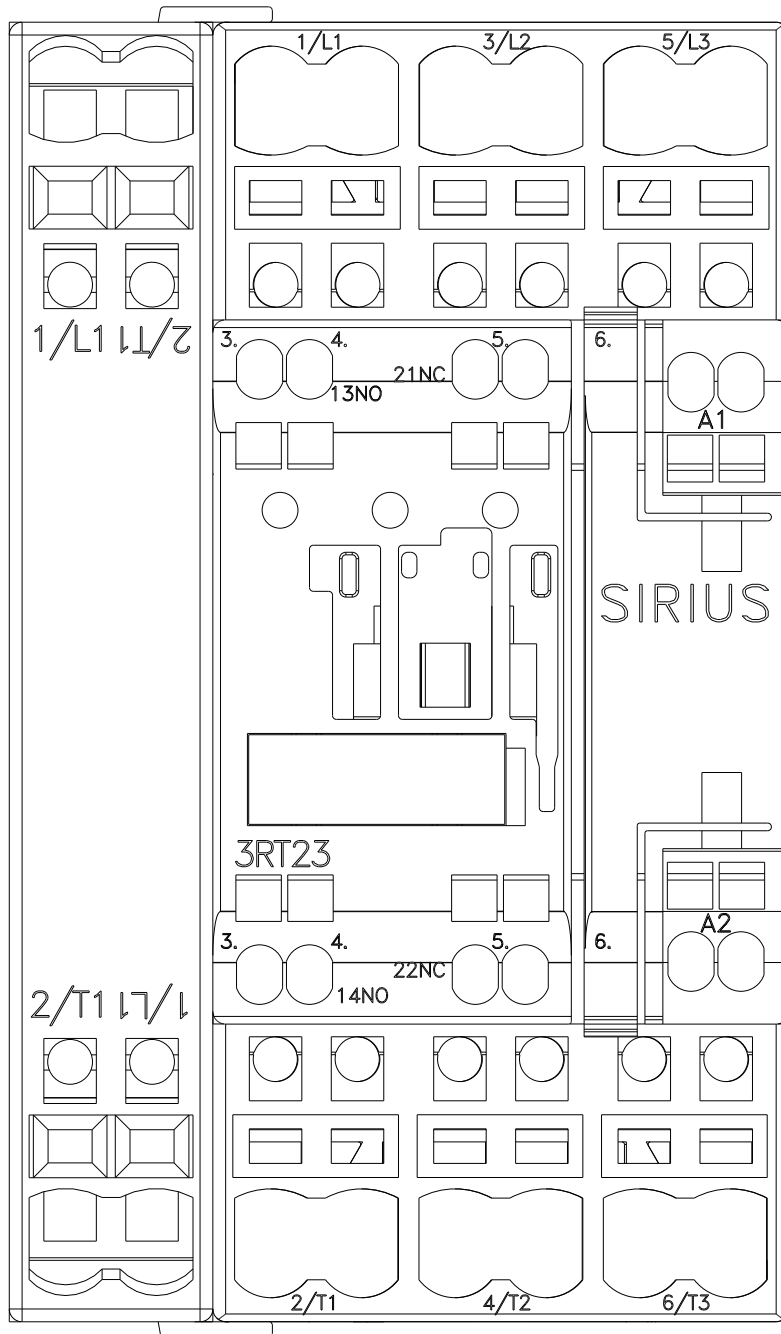 1/L1 3/L2 5/L3
1/L1 2/T1
3. 4. 5. 6.
21NC
13NO
A1
SIRIUS
3RT23
A2
3. 4. 5. 6.
22NC
14NO
2/T1 1/L1
2/T1 4/T2 6/T3